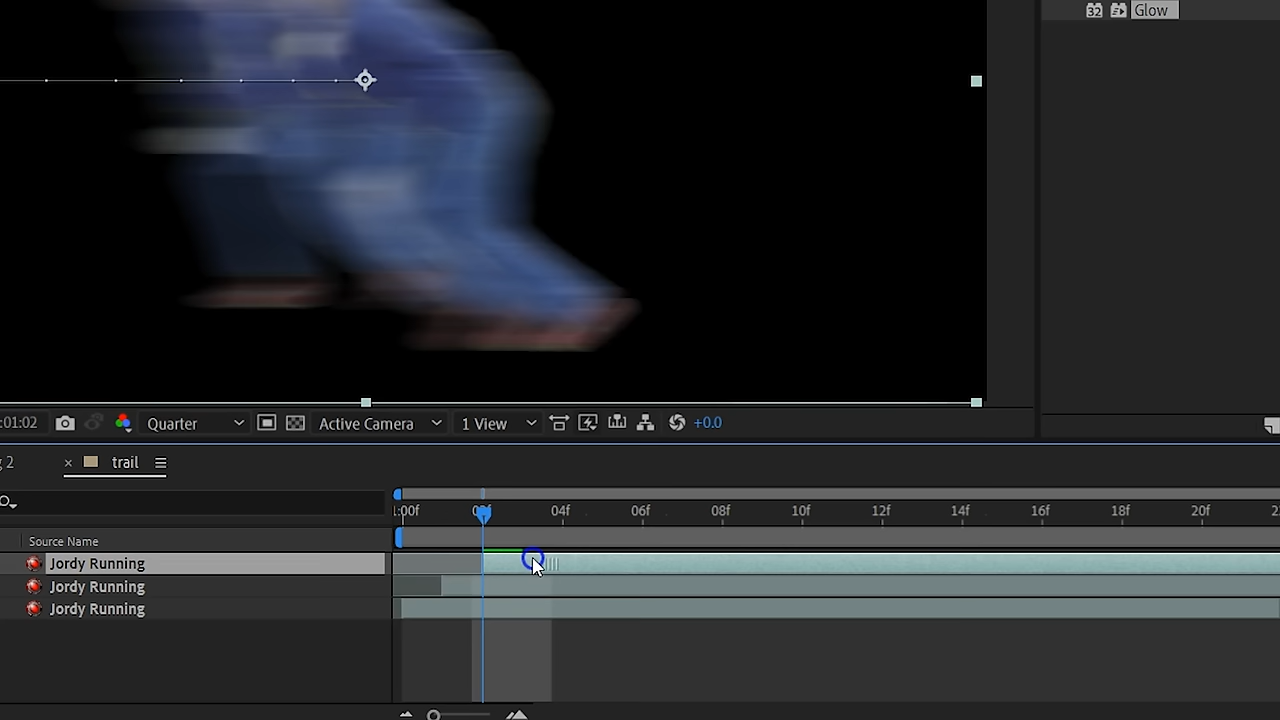 32 Glow
:01:02 Quarter Active Camera 1 View +0.0
g 2 trail
:00f 02f 04f 06f 08f 10f 12f 14f 16f 18f 20f
Source Name
Jordy Running
Jordy Running
Jordy Running